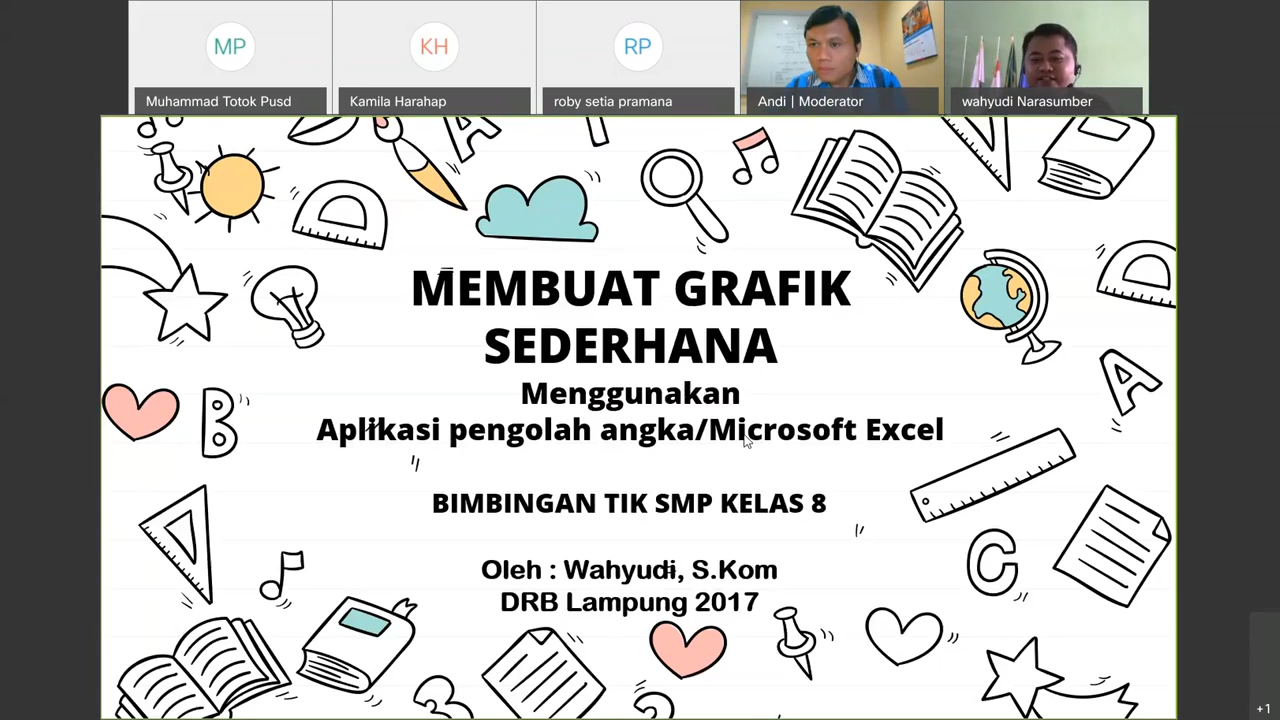 MP
KH
RP
Muhammad Totok Pusd
Kamila Harahap
roby setia pramana
Andi | Moderator
wahyudi Narasumber
MEMBUAT GRAFIK
SEDERHANA
Menggunakan
Aplikasi pengolah angka/Microsoft Excel
BIMBINGAN TIK SMP KELAS 8
Oleh : Wahyudi, S.Kom
DRB Lampung 2017
A
B
A
C
+1